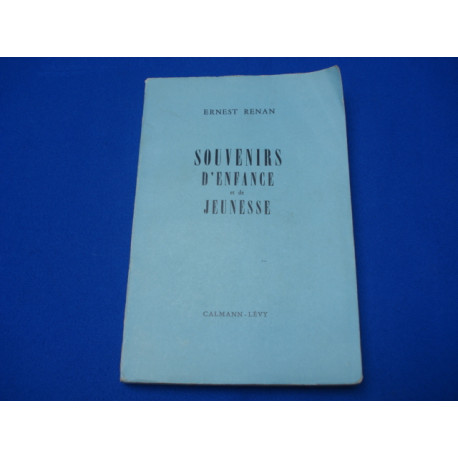 ERNEST RENAN
SOUVENIRS
D'ENFANCE
et de
JEUNESSE
CALMANN-LÉVY